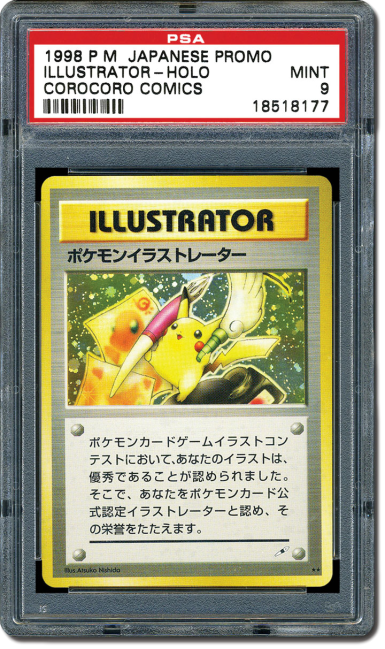 PSA
1998 P M JAPANESE PROMO
ILLUSTRATOR-HOLO MINT
COROCORO COMICS 9
18518177
ILLUSTRATOR
ポケモンイラストレーター
ポケモンカードゲームイラストコン
テストにおいて、あなたのイラストは、
優秀であることが認められました。
そこで、あなたをポケモンカード公
式認定イラストレーターと認め、そ
の栄誉をたたえます。
Illus.Atsuko Nishida
★★